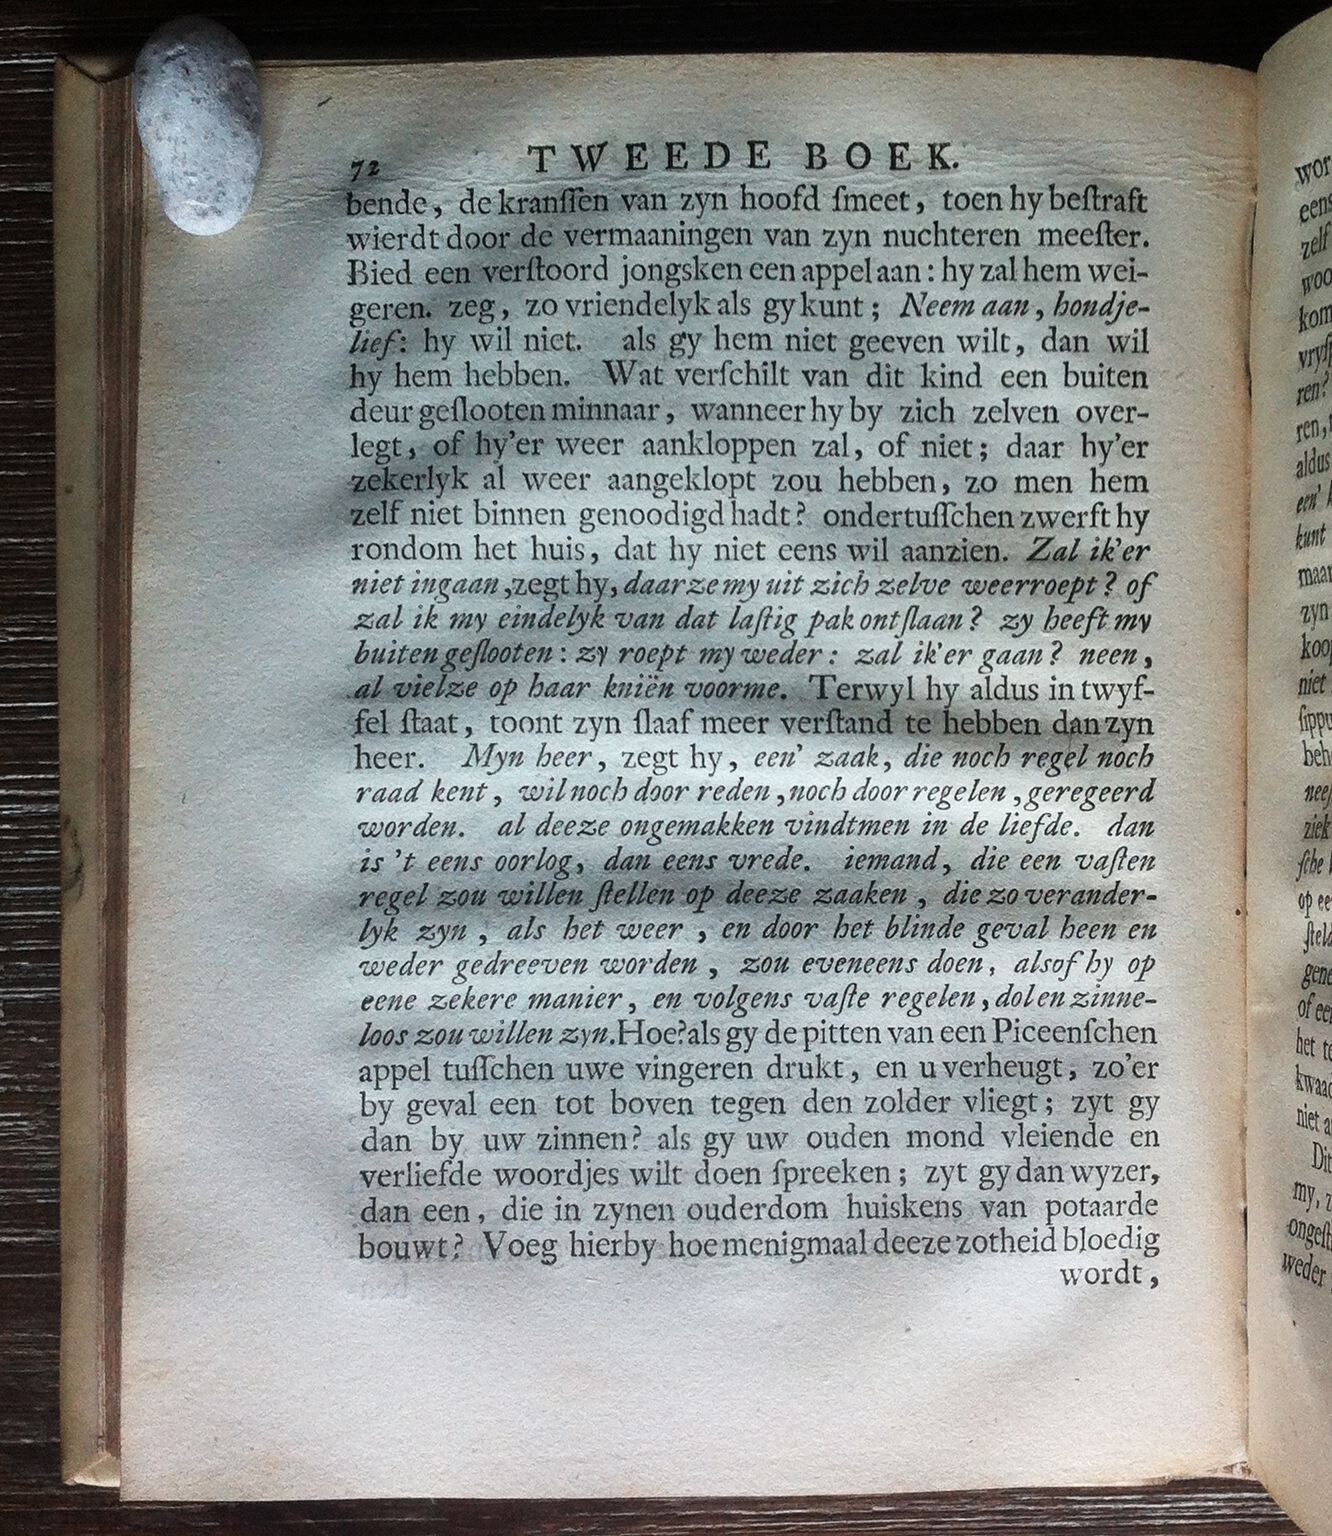 72 TWEEDE BOEK.
bende, de kranſſen van zyn hoofd ſmeet, toen hy beſtraft
wierdt door de vermaaningen van zyn nuchteren meeſter.
Bied een verſtoord jongsken een appel aan: hy zal hem wei-
geren. zeg, zo vriendelyk als gy kunt; Neem aan, hondje-
lief: hy wil niet. als gy hem niet geeven wilt, dan wil
hy hem hebben. Wat verſchilt van dit kind een buiten
deur geſlooten minnaar, wanneer hy by zich zelven over-
legt, of hy'er weer aankloppen zal, of niet; daar hy'er
zekerlyk al weer aangeklopt zou hebben, zo men hem
zelf niet binnen genoodigd hadt? ondertuſſchen zwerft hy
rondom het huis, dat hy niet eens wil aanzien. Zal ik'er
niet ingaan, zegt hy, daar ze my uit zich zelve weerroept? of
zal ik my eindelyk van dat laſtig pak ontſlaan? zy heeft my
buiten geſlooten: zy roept my weder: zal ik'er gaan? neen,
al viel ze op haar kniën voor me. Terwyl hy aldus in twyf-
fel ſtaat, toont zyn ſlaaf meer verſtand te hebben dan zyn
heer. Myn heer, zegt hy, een' zaak, die noch regel noch
raad kent, wil noch door reden, noch door regelen, geregeerd
worden. al deeze ongemakken vindt men in de liefde. dan
is 't eens oorlog, dan eens vrede. iemand, die een vaſten
regel zou willen ſtellen op deeze zaaken, die zo verander-
lyk zyn, als het weer, en door het blinde geval heen en
weder gedreeven worden, zou eveneens doen, alsof hy op
eene zekere manier, en volgens vaſte regelen, dol en zinne-
loos zou willen zyn. Hoe? als gy de pitten van een Piceenſchen
appel tuſſchen uwe vingeren drukt, en u verheugt, zo'er
by geval een tot boven tegen den zolder vliegt; zyt gy
dan by uw zinnen? als gy uw ouden mond vleiende en
verliefde woordjes wilt doen ſpreeken; zyt gy dan wyzer,
dan een, die in zynen ouderdom huiskens van potaarde
bouwt? Voeg hierby hoe menigmaal deeze zotheid bloedig
wordt,